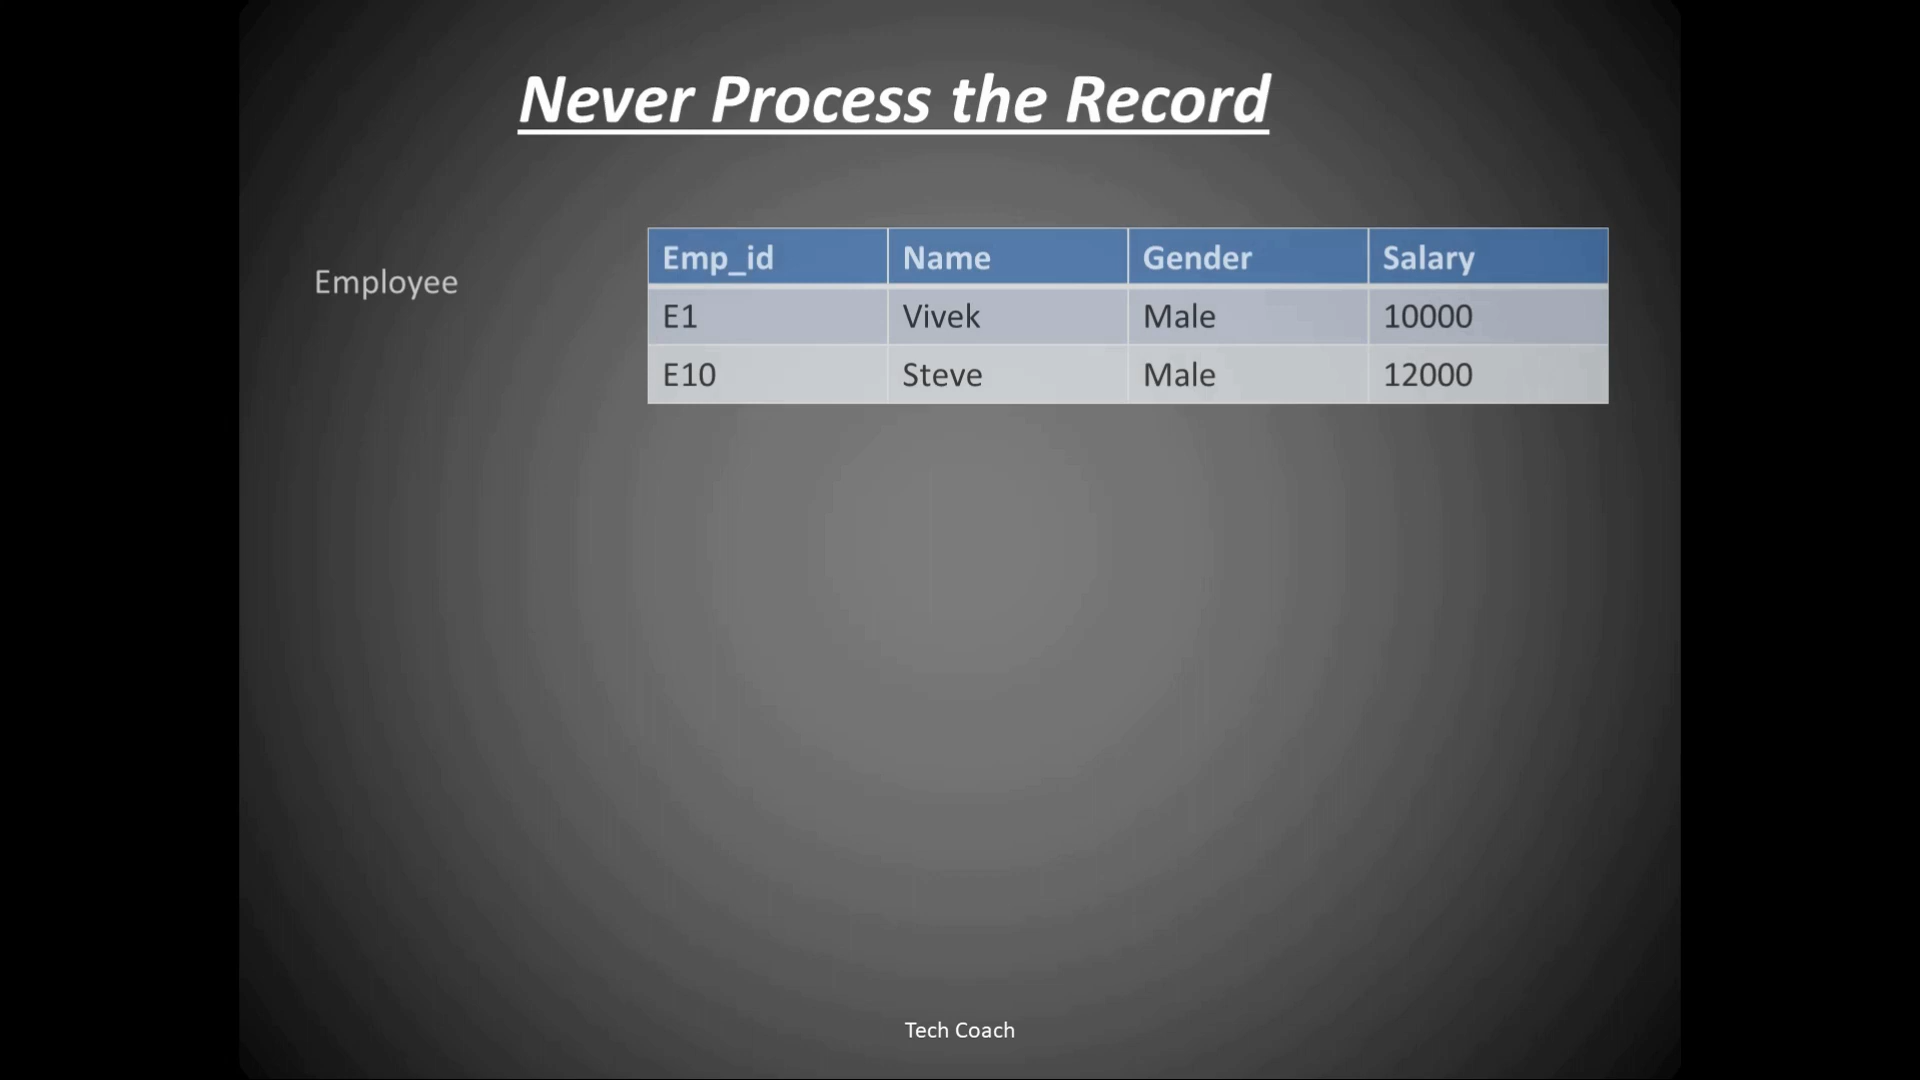 Never Process the Record
Employee
Emp_id Name Gender Salary
E1 Vivek Male 10000
E10 Steve Male 12000
Tech Coach